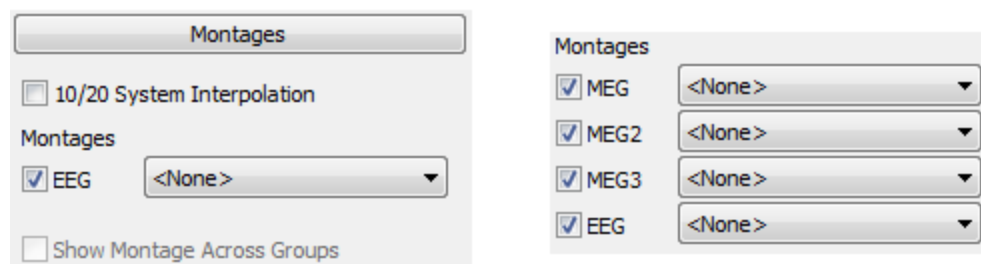 Montages
10/20 System Interpolation
Montages
EEG <None>
Show Montage Across Groups
Montages
MEG <None>
MEG2 <None>
MEG3 <None>
EEG <None>